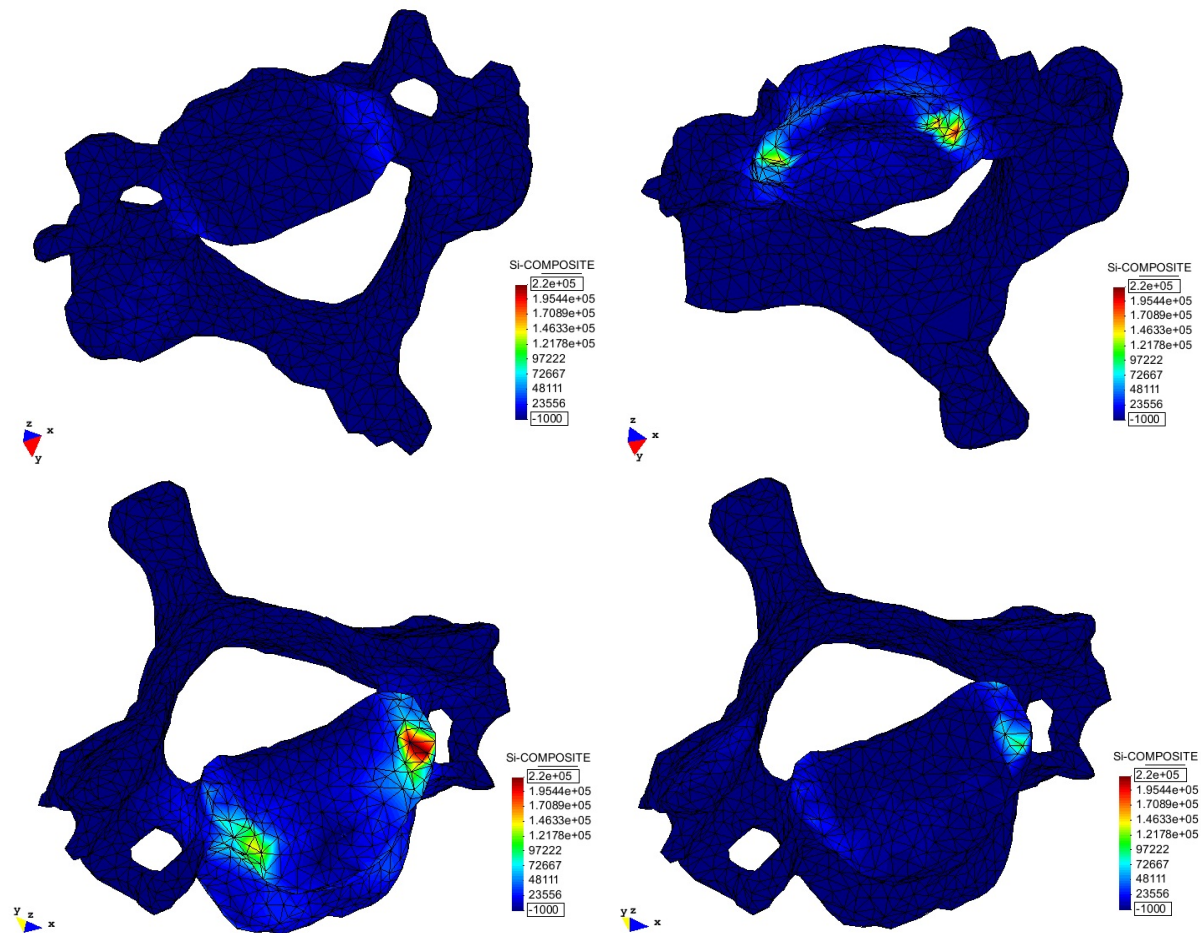 Si-COMPOSITE
2.2e+05
1.9544e+05
1.7089e+05
1.4633e+05
1.2178e+05
97222
72667
48111
23556
-1000
z x
y
Si-COMPOSITE
2.2e+05
1.9544e+05
1.7089e+05
1.4633e+05
1.2178e+05
97222
72667
48111
23556
-1000
z x
y
Si-COMPOSITE
2.2e+05
1.9544e+05
1.7089e+05
1.4633e+05
1.2178e+05
97222
72667
48111
23556
-1000
y z x
Si-COMPOSITE
2.2e+05
1.9544e+05
1.7089e+05
1.4633e+05
1.2178e+05
97222
72667
48111
23556
-1000
y z x